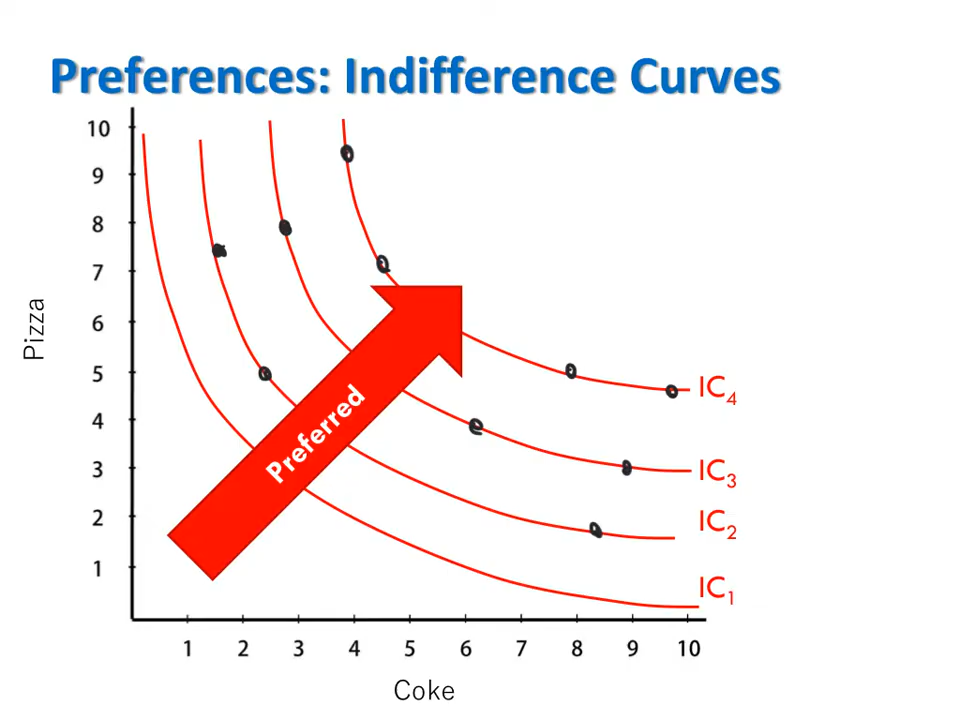 Preferences: Indifference Curves
Pizza
10
9
8
7
6
5
4
3
2
1
Preferred
IC4
IC3
IC2
IC1
1 2 3 4 5 6 7 8 9 10
Coke